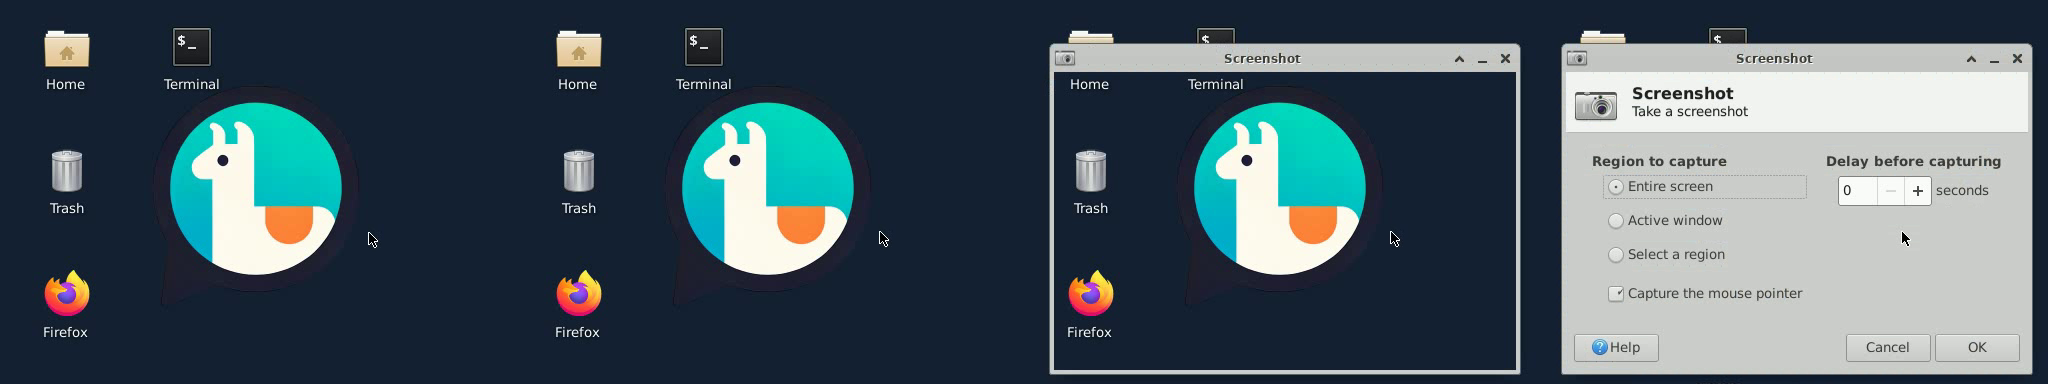 $_
Terminal
Home
Trash
Firefox
$_
Terminal
Home
Trash
Firefox
Screenshot
Home
Terminal
Trash
Firefox
Screenshot
Screenshot
Take a screenshot
Region to capture
Entire screen
Active window
Select a region
Capture the mouse pointer
Delay before capturing
0 − + seconds
Help
Cancel
OK